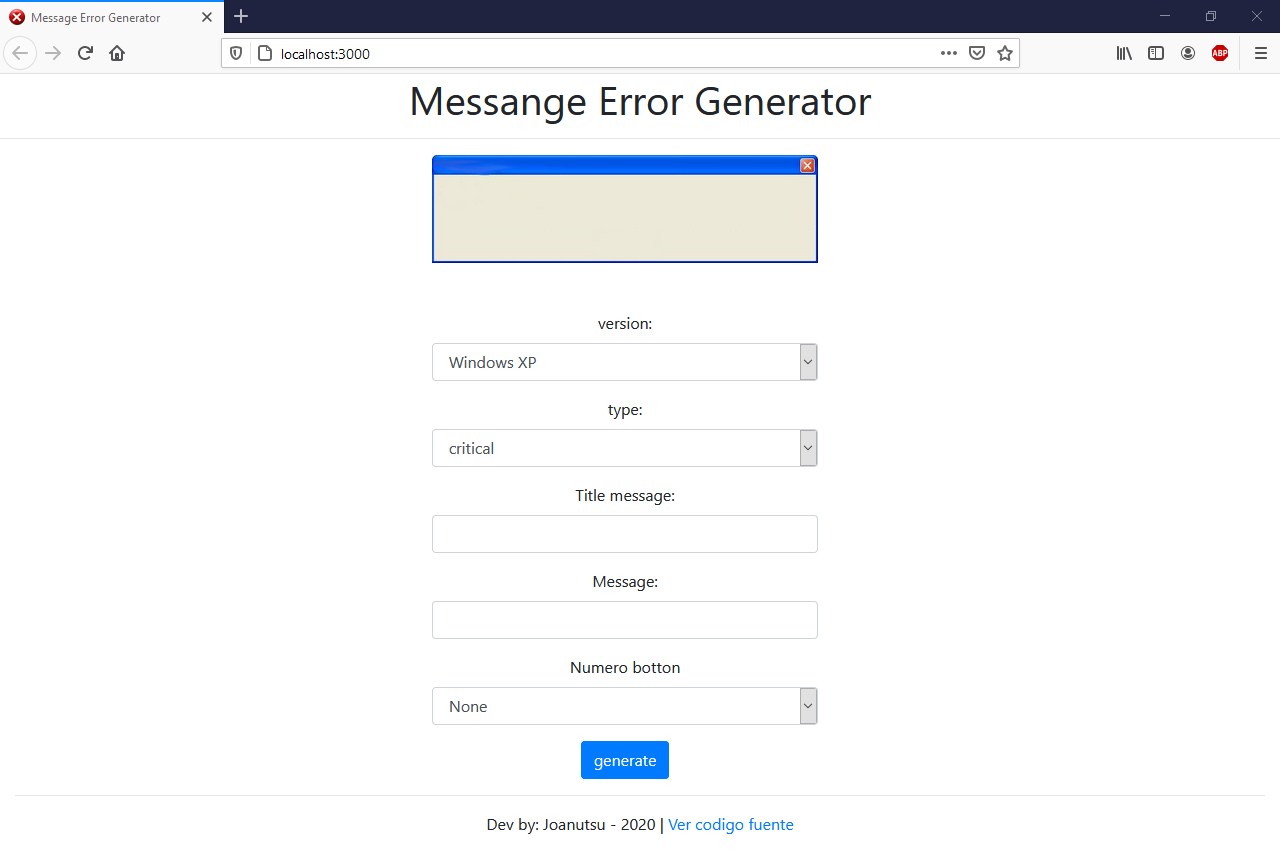 Message Error Generator
localhost:3000
ABP
Messange Error Generator
version:
Windows XP
type:
critical
Title message:
Message:
Numero botton
None
generate
Dev by: Joanutsu - 2020 | Ver codigo fuente